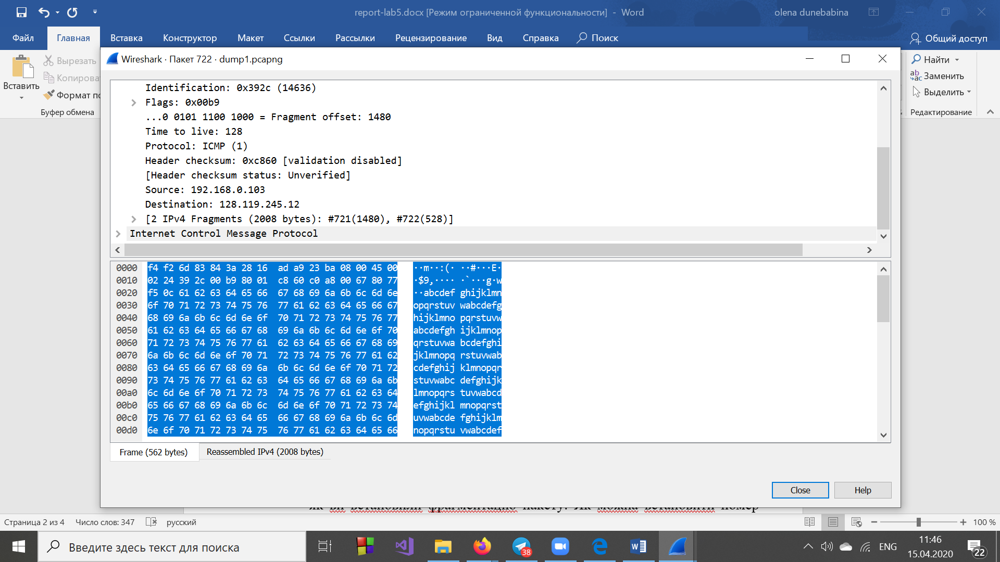 report-lab5.docx [Режим ограниченной функциональности] - Word
olena dunebabina
Файл Главная Вставка Конструктор Макет Ссылки Рассылки Рецензирование Вид Справка Поиск Общий доступ
Вставить
Вырезать
Копирова
Формат по
Буфер обмена
Найти
Заменить
Выделить
Редактирование
Wireshark · Пакет 722 · dump1.pcapng
Identification: 0x392c (14636)
Flags: 0x00b9
...0 0101 1100 1000 = Fragment offset: 1480
Time to live: 128
Protocol: ICMP (1)
Header checksum: 0xc860 [validation disabled]
[Header checksum status: Unverified]
Source: 192.168.0.103
Destination: 128.119.245.12
[2 IPv4 Fragments (2008 bytes): #721(1480), #722(528)]
Internet Control Message Protocol
0000 f4 f2 6d 83 84 3a 28 16 ad a9 23 ba 08 00 45 00 ··m··:(· ··#···E·
0010 02 24 39 2c 00 b9 80 01 c8 60 c0 a8 00 67 80 77 ·$9,···· ·`···g·w
0020 f5 0c 61 62 63 64 65 66 67 68 69 6a 6b 6c 6d 6e ··abcdef ghijklmn
0030 6f 70 71 72 73 74 75 76 77 61 62 63 64 65 66 67 opqrstuv wabcdefg
0040 68 69 6a 6b 6c 6d 6e 6f 70 71 72 73 74 75 76 77 hijklmno pqrstuvw
0050 61 62 63 64 65 66 67 68 69 6a 6b 6c 6d 6e 6f 70 abcdefgh ijklmnop
0060 71 72 73 74 75 76 77 61 62 63 64 65 66 67 68 69 qrstuvwa bcdefghi
0070 6a 6b 6c 6d 6e 6f 70 71 72 73 74 75 76 77 61 62 jklmnopq rstuvwab
0080 63 64 65 66 67 68 69 6a 6b 6c 6d 6e 6f 70 71 72 cdefghij klmnopqr
0090 73 74 75 76 77 61 62 63 64 65 66 67 68 69 6a 6b stuvwabc defghijk
00a0 6c 6d 6e 6f 70 71 72 73 74 75 76 77 61 62 63 64 lmnopqrs tuvwabcd
00b0 65 66 67 68 69 6a 6b 6c 6d 6e 6f 70 71 72 73 74 efghijkl mnopqrst
00c0 75 76 77 61 62 63 64 65 66 67 68 69 6a 6b 6c 6d uvwabcde fghijklm
00d0 6e 6f 70 71 72 73 74 75 76 77 61 62 63 64 65 66 nopqrstu vwabcdef
Frame (562 bytes) Reassembled IPv4 (2008 bytes)
Close Help
як ви встановили фрагментацію пакету. Як можна встановити номер
Страница 2 из 4 Число слов: 347 русский 100 %
Введите здесь текст для поиска
38
ENG
11:46
15.04.2020
22